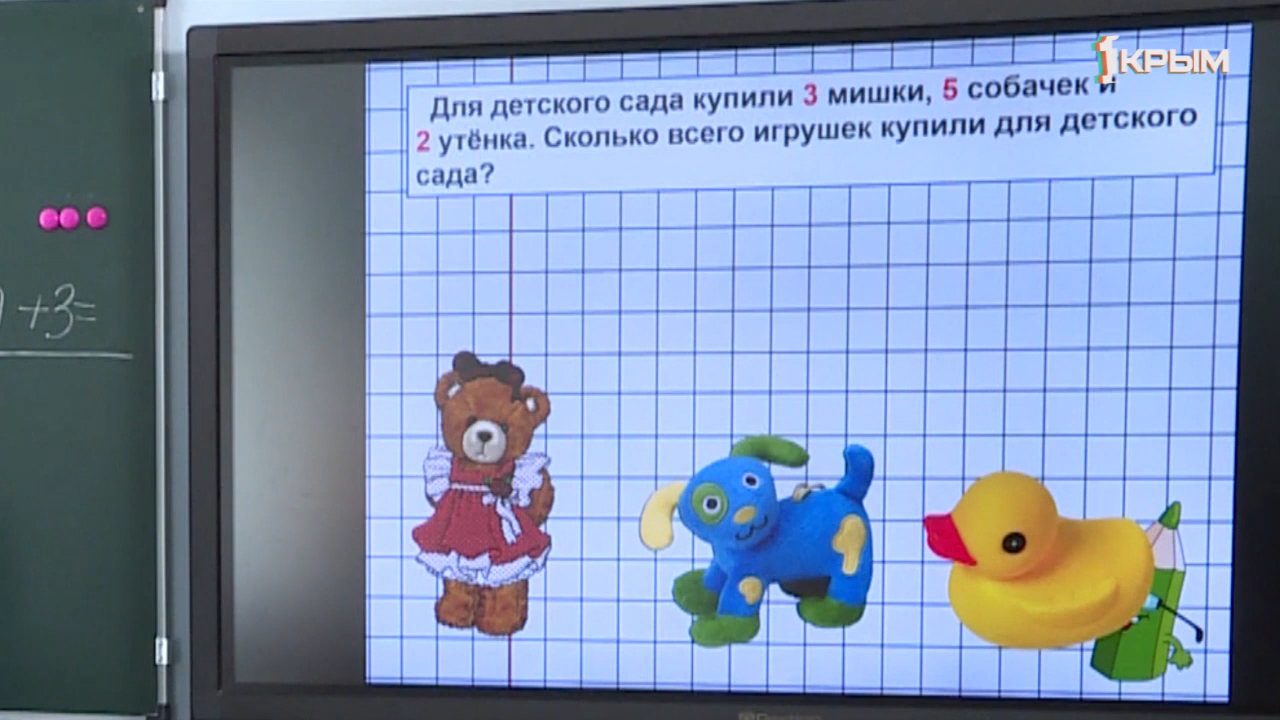 1КРЫМ
Для детского сада купили 3 мишки, 5 собачек и
2 утёнка. Сколько всего игрушек купили для детского
сада?
+3=